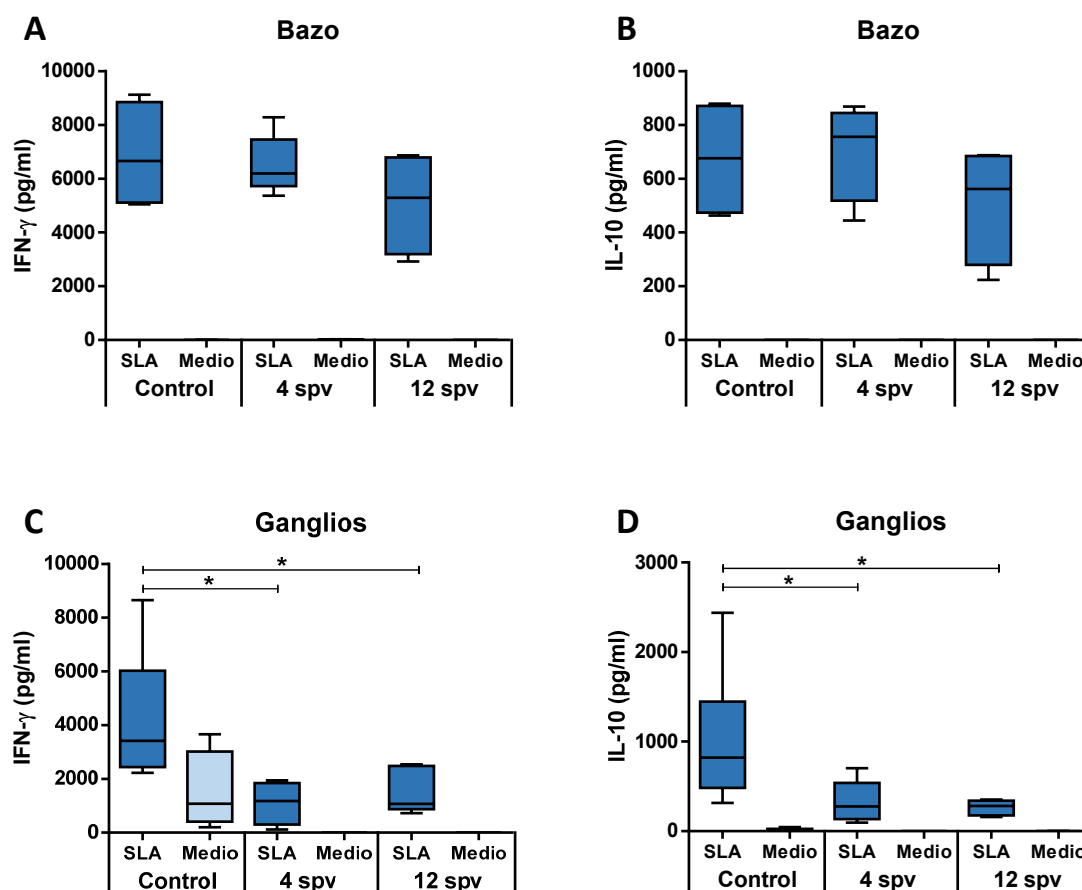 A
Bazo
IFN-γ (pg/ml)
10000
8000
6000
4000
2000
0
SLA Medio SLA Medio SLA Medio
Control 4 spv 12 spv
B
Bazo
IL-10 (pg/ml)
1000
800
600
400
200
0
SLA Medio SLA Medio SLA Medio
Control 4 spv 12 spv
C
Ganglios
IFN-γ (pg/ml)
10000
8000
6000
4000
2000
0
*
*
SLA Medio SLA Medio SLA Medio
Control 4 spv 12 spv
D
Ganglios
IL-10 (pg/ml)
3000
2000
1000
0
*
*
SLA Medio SLA Medio SLA Medio
Control 4 spv 12 spv